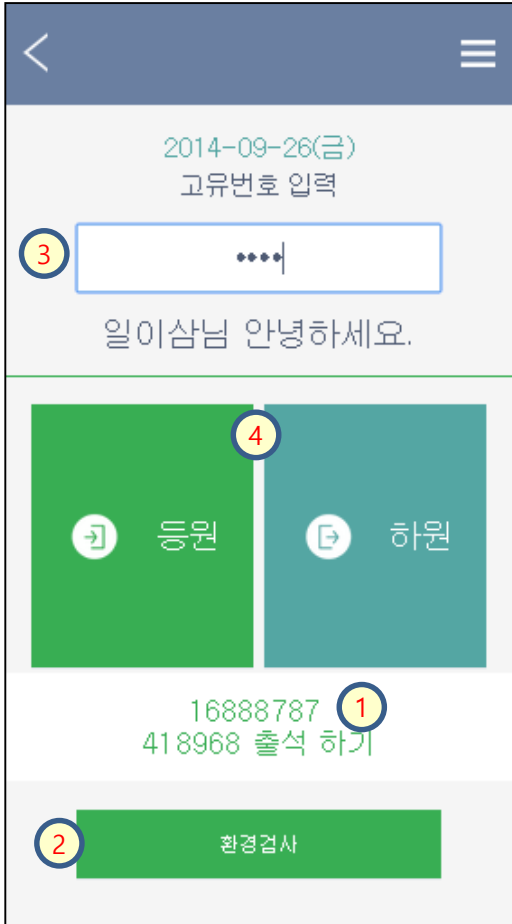 2014-09-26(금)
고유번호 입력
3
••••
일이삼님 안녕하세요.
4
등원
하원
16888787
1
418968 출석 하기
2
환경검사